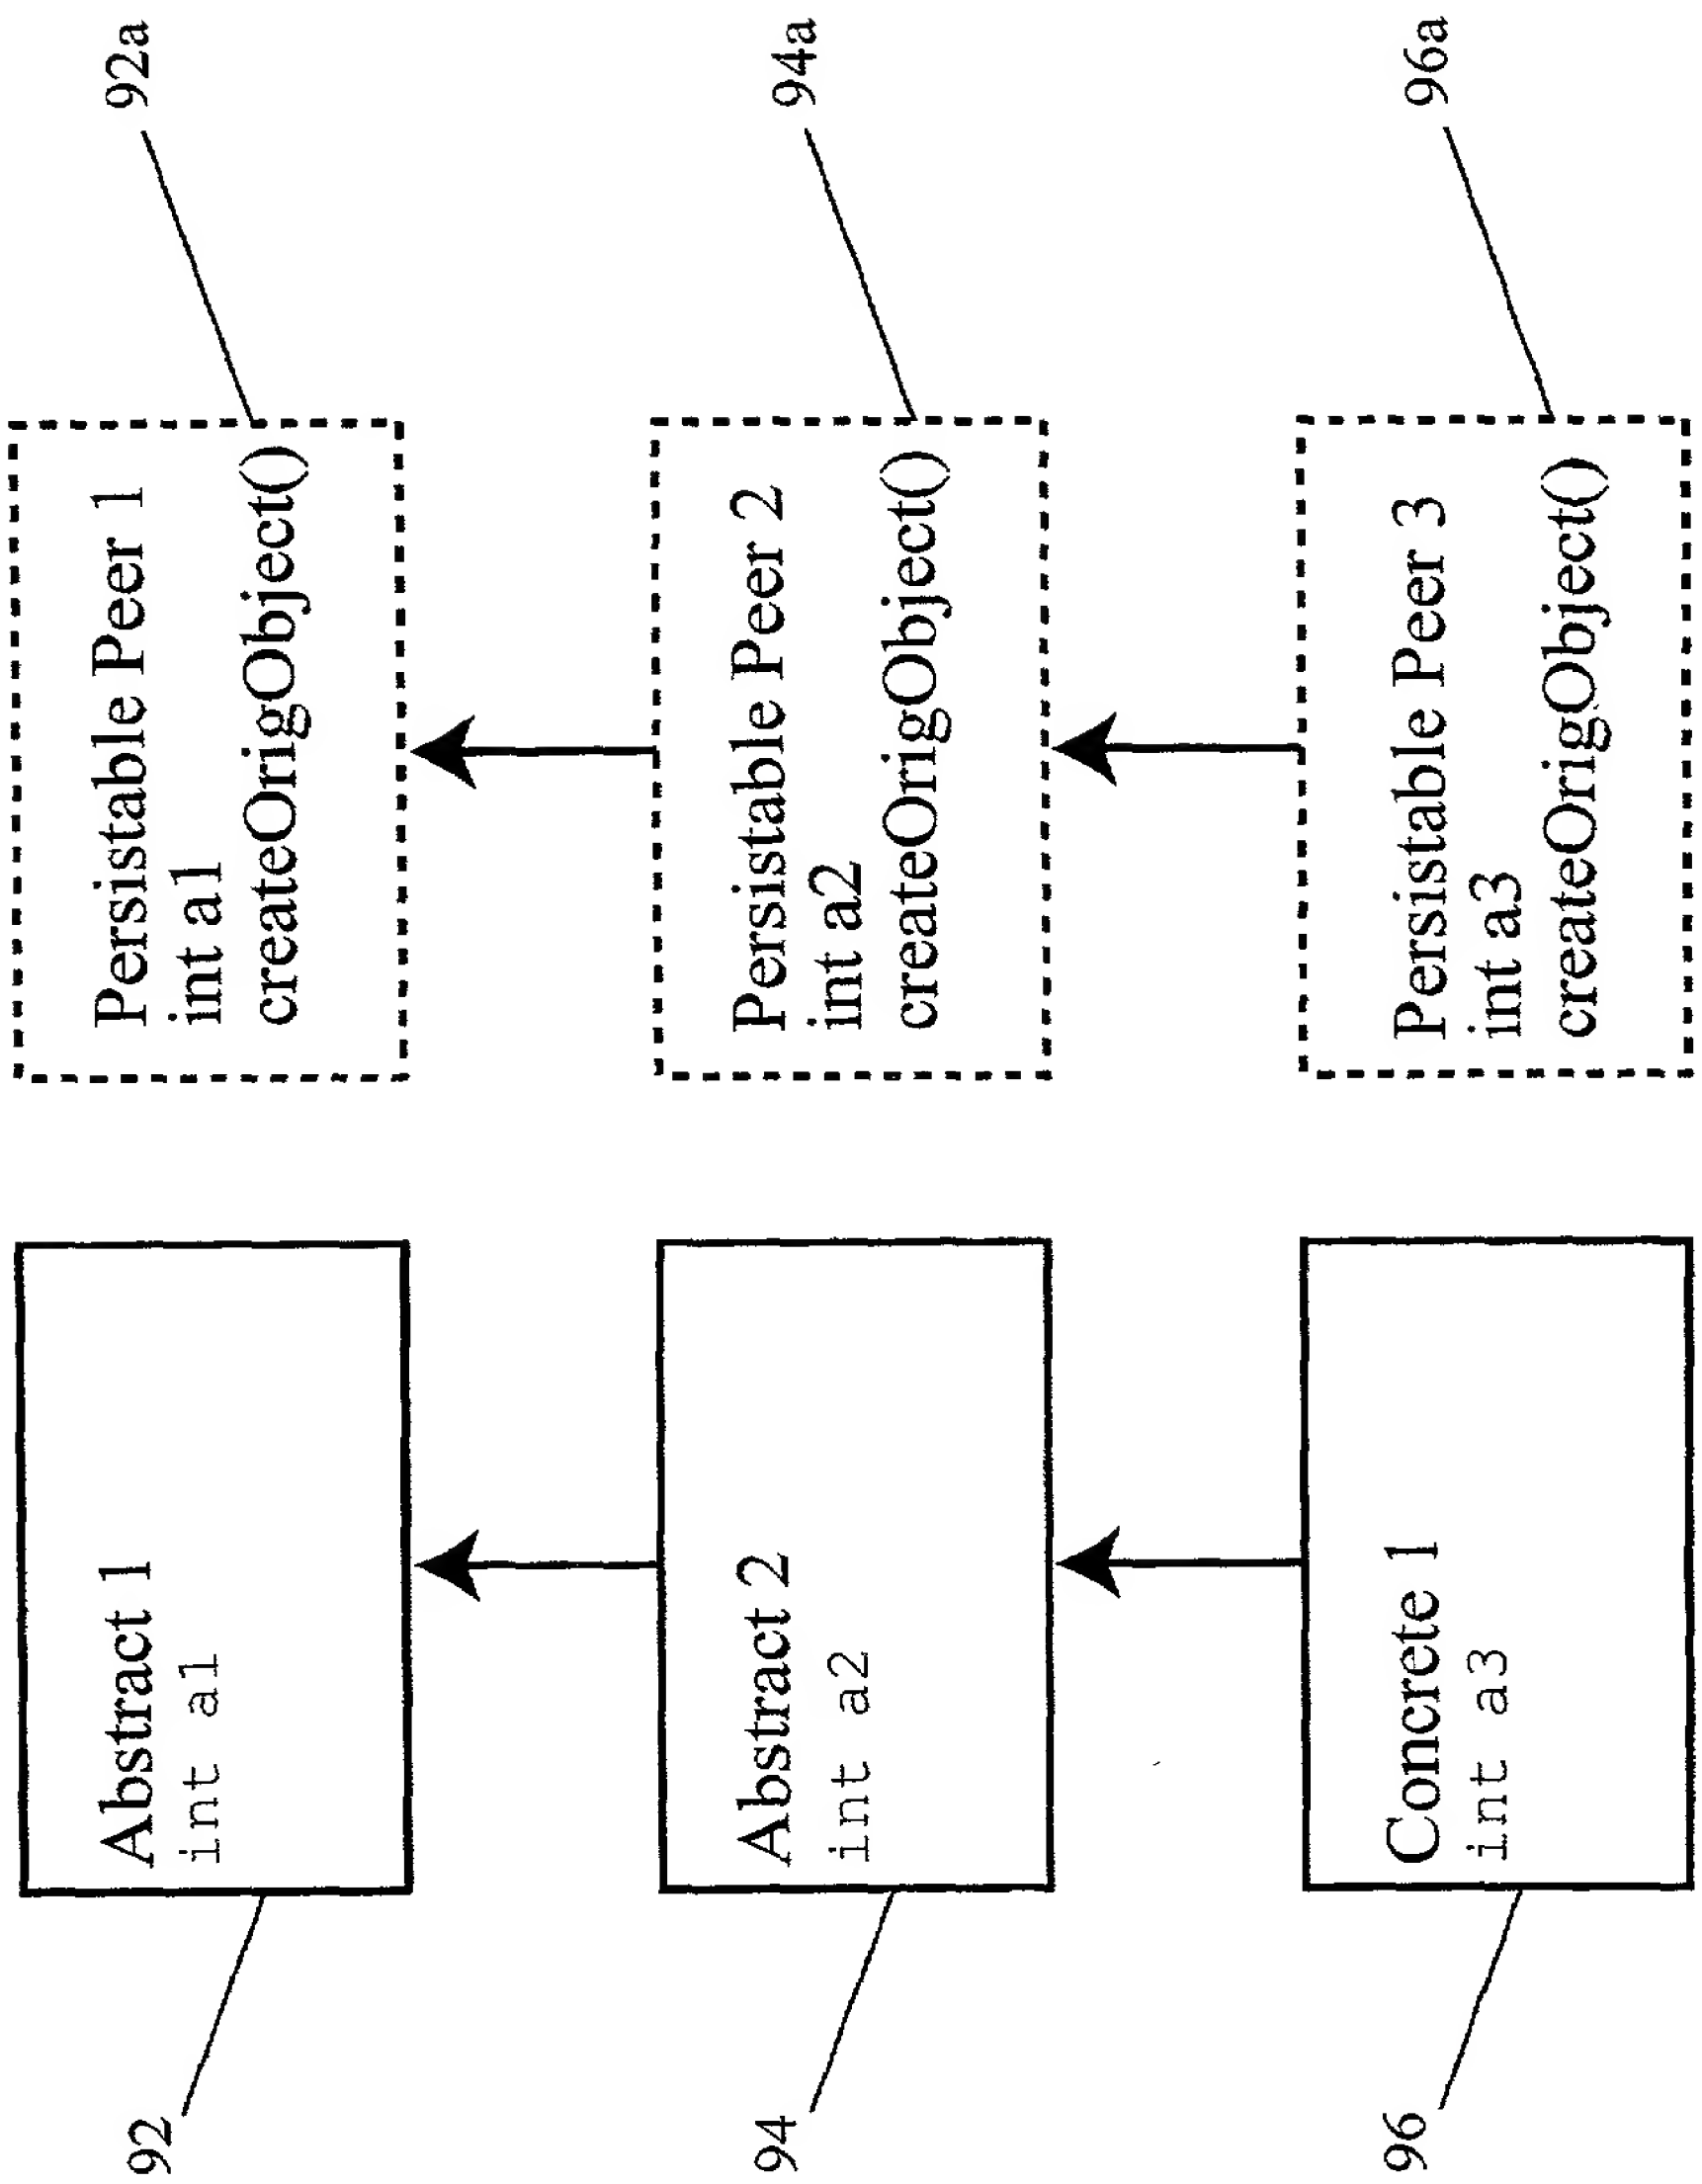 92
Abstract 1
int a1
Persistable Peer 1
int a1
createOrigObject()
92a
94
Abstract 2
int a2
Persistable Peer 2
int a2
createOrigObject()
94a
96
Concrete 1
int a3
Persistable Peer 3
int a3
createOrigObject()
96a